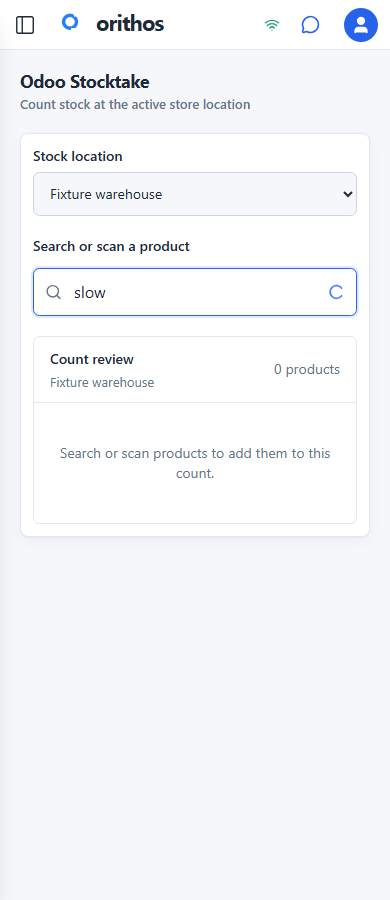 orithos
Odoo Stocktake
Count stock at the active store location
Stock location
Fixture warehouse
Search or scan a product
slow
Count review
0 products
Fixture warehouse
Search or scan products to add them to this
count.